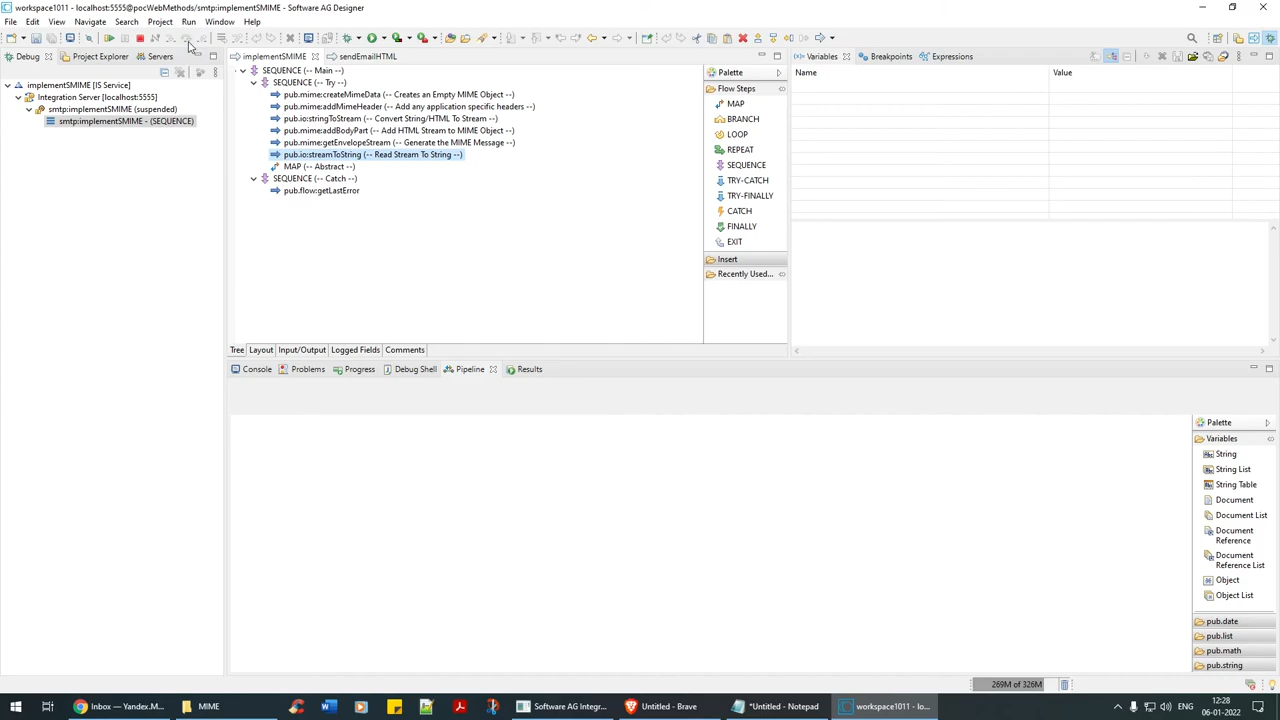 workspace1011 - localhost:5555@pocWebMethods/smtp:implementSMIME - Software AG Designer
File Edit View Navigate Search Project Run Window Help
Debug Project Explorer Servers
implementSMIME sendEmailHTML
Variables Breakpoints Expressions
implementSMIME [IS Service]
Integration Server [localhost:5555]
smtp:implementSMIME (suspended)
smtp:implementSMIME - (SEQUENCE)
SEQUENCE (-- Main --)
SEQUENCE (-- Try --)
pub.mime:createMimeData (-- Creates an Empty MIME Object --)
pub.mime:addMimeHeader (-- Add any application specific headers --)
pub.io:stringToStream (-- Convert String/HTML To Stream --)
pub.mime:addBodyPart (-- Add HTML Stream to MIME Object --)
pub.mime:getEnvelopeStream (-- Generate the MIME Message --)
pub.io:streamToString (-- Read Stream To String --)
MAP (-- Abstract --)
SEQUENCE (-- Catch --)
pub.flow:getLastError
Palette
Flow Steps
MAP
BRANCH
LOOP
REPEAT
SEQUENCE
TRY-CATCH
TRY-FINALLY
CATCH
FINALLY
EXIT
Insert
Recently Used...
Name Value
Tree Layout Input/Output Logged Fields Comments
Console Problems Progress Debug Shell Pipeline Results
Palette
Variables
String
String List
String Table
Document
Document List
Document Reference
Document Reference List
Object
Object List
pub.date
pub.list
pub.math
pub.string
269M of 326M
Inbox — Yandex.M...
MIME
Software AG Integr...
Untitled - Brave
*Untitled - Notepad
workspace1011 - lo...
ENG
12:28
06-01-2022